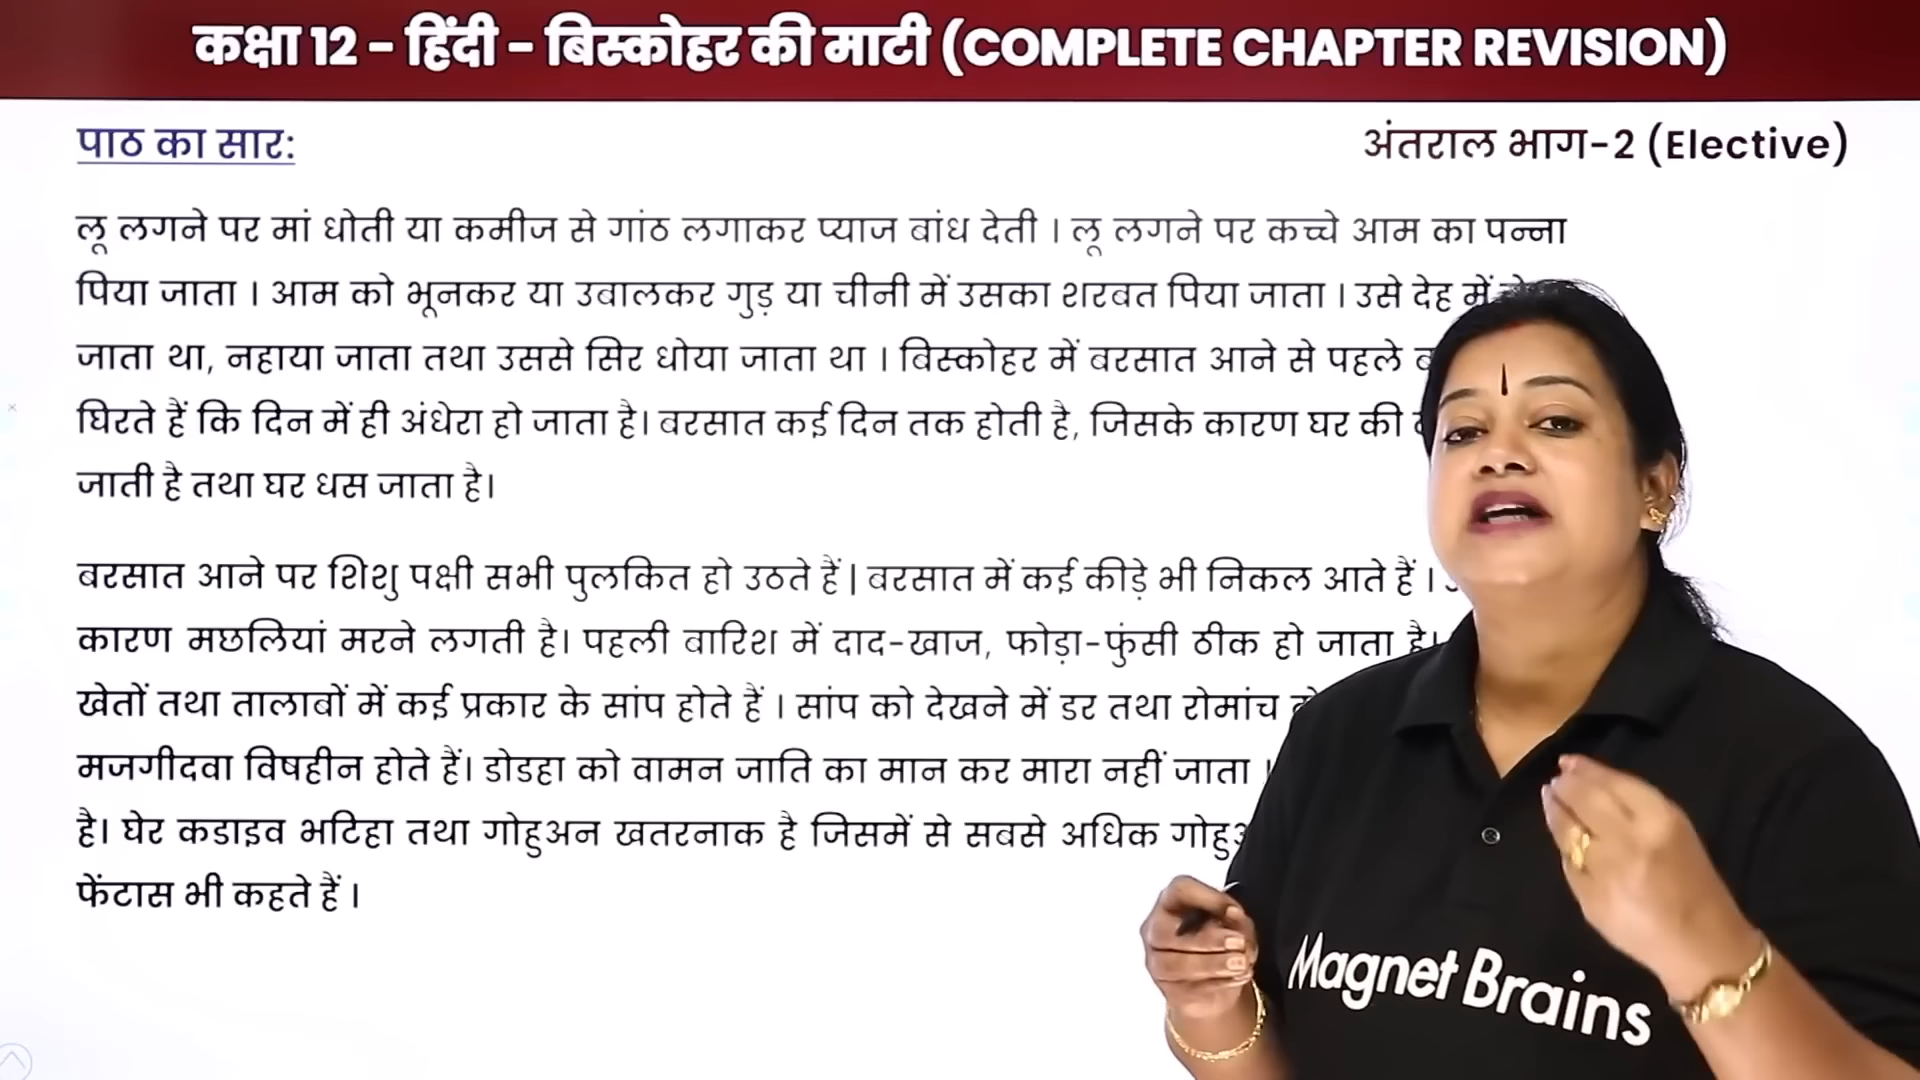 कक्षा 12 - हिंदी - बिस्कोहर की माटी (COMPLETE CHAPTER REVISION)
पाठ का सार:
अंतराल भाग-2 (Elective)
लू लगने पर मां धोती या कमीज से गांठ लगाकर प्याज बांध देती । लू लगने पर कच्चे आम का पन्ना
पिया जाता । आम को भूनकर या उबालकर गुड़ या चीनी में उसका शरबत पिया जाता । उसे देह में
जाता था, नहाया जाता तथा उससे सिर धोया जाता था । बिस्कोहर में बरसात आने से पहले
घिरते हैं कि दिन में ही अंधेरा हो जाता है। बरसात कई दिन तक होती है, जिसके कारण घर की
जाती है तथा घर धस जाता है।
बरसात आने पर शिशु पक्षी सभी पुलकित हो उठते हैं | बरसात में कई कीड़े भी निकल आते हैं ।
कारण मछलियां मरने लगती है। पहली बारिश में दाद-खाज, फोड़ा-फुंसी ठीक हो जाता है।
खेतों तथा तालाबों में कई प्रकार के सांप होते हैं । सांप को देखने में डर तथा रोमांच
मजगीदवा विषहीन होते हैं। डोडहा को वामन जाति का मान कर मारा नहीं जाता ।
है। घेर कडाइव भटिहा तथा गोहुअन खतरनाक है जिसमें से सबसे अधिक
फेंटास भी कहते हैं ।
Magnet Brains